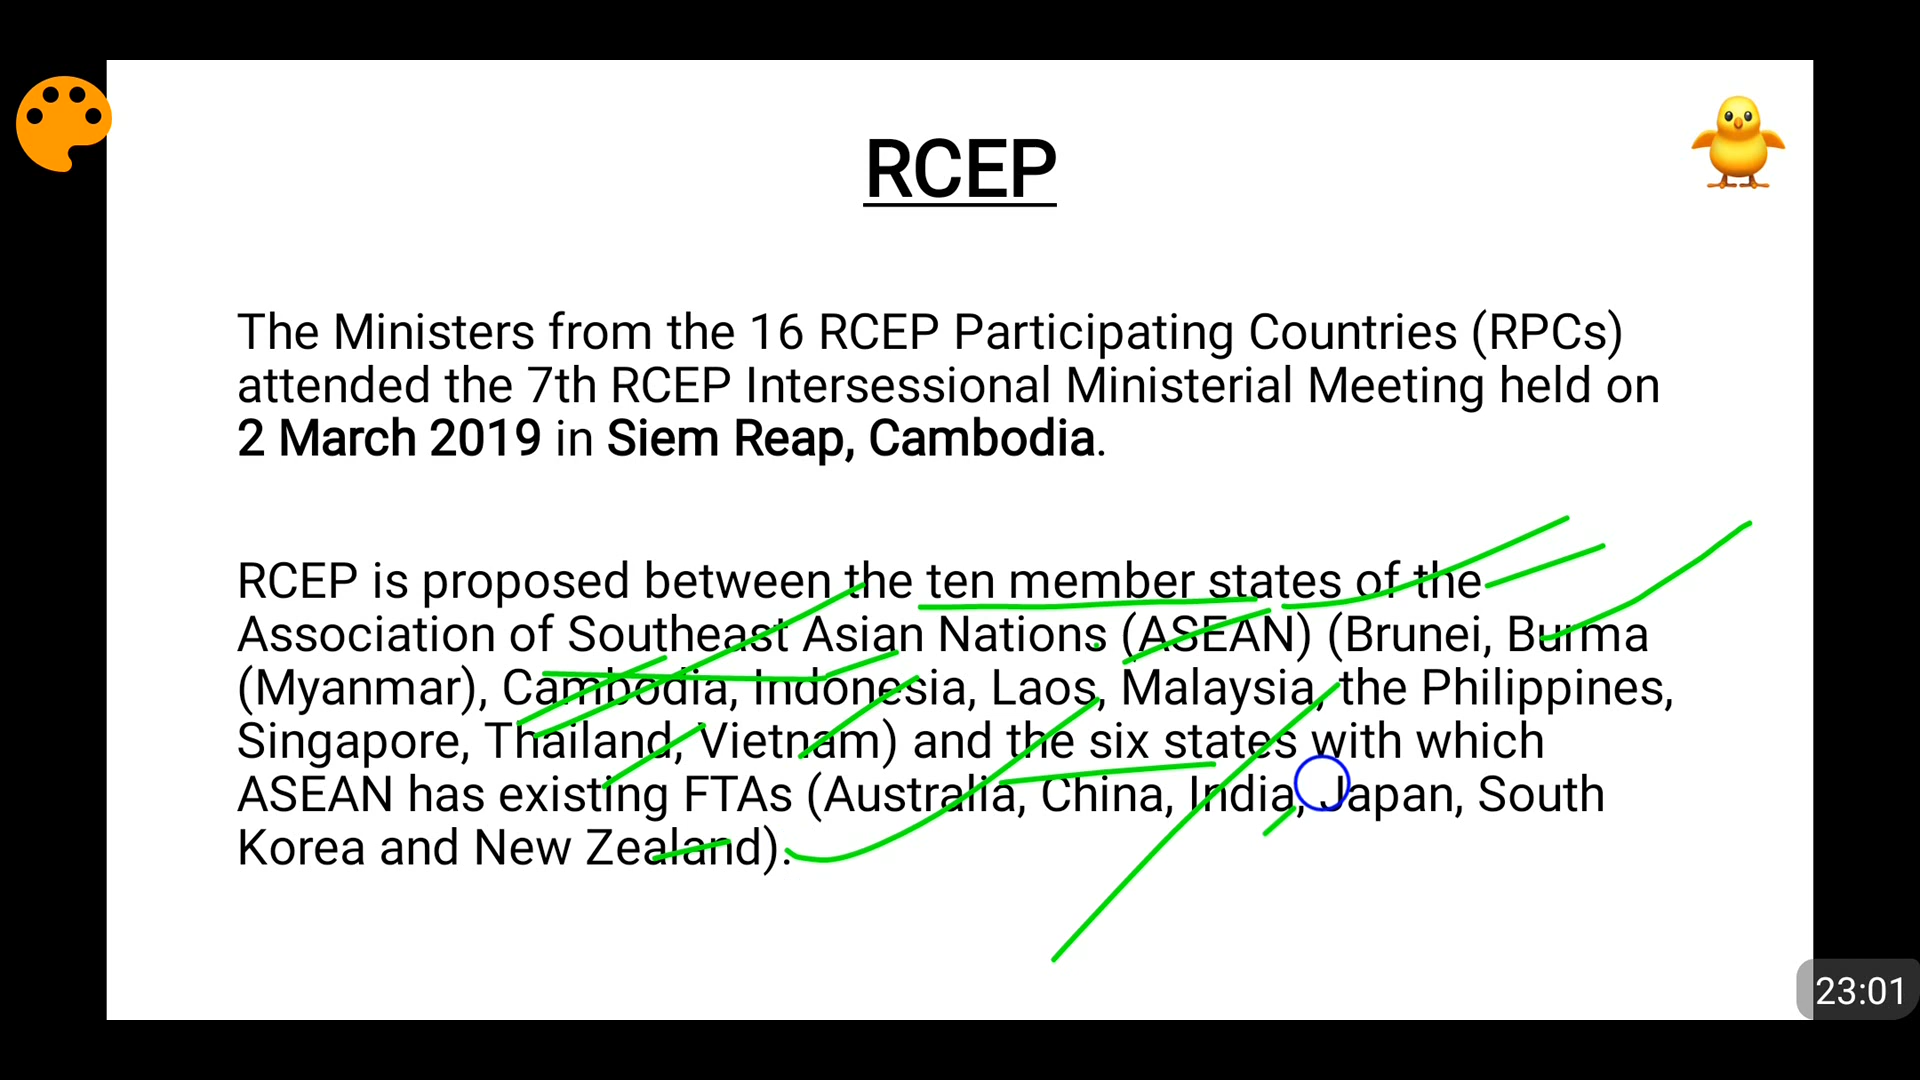 RCEP
The Ministers from the 16 RCEP Participating Countries (RPCs)
attended the 7th RCEP Intersessional Ministerial Meeting held on
2 March 2019 in Siem Reap, Cambodia.
RCEP is proposed between the ten member states of the
Association of Southeast Asian Nations (ASEAN) (Brunei, Burma
(Myanmar), Cambodia, Indonesia, Laos, Malaysia, the Philippines,
Singapore, Thailand, Vietnam) and the six states with which
ASEAN has existing FTAs (Australia, China, India, Japan, South
Korea and New Zealand).
23:01